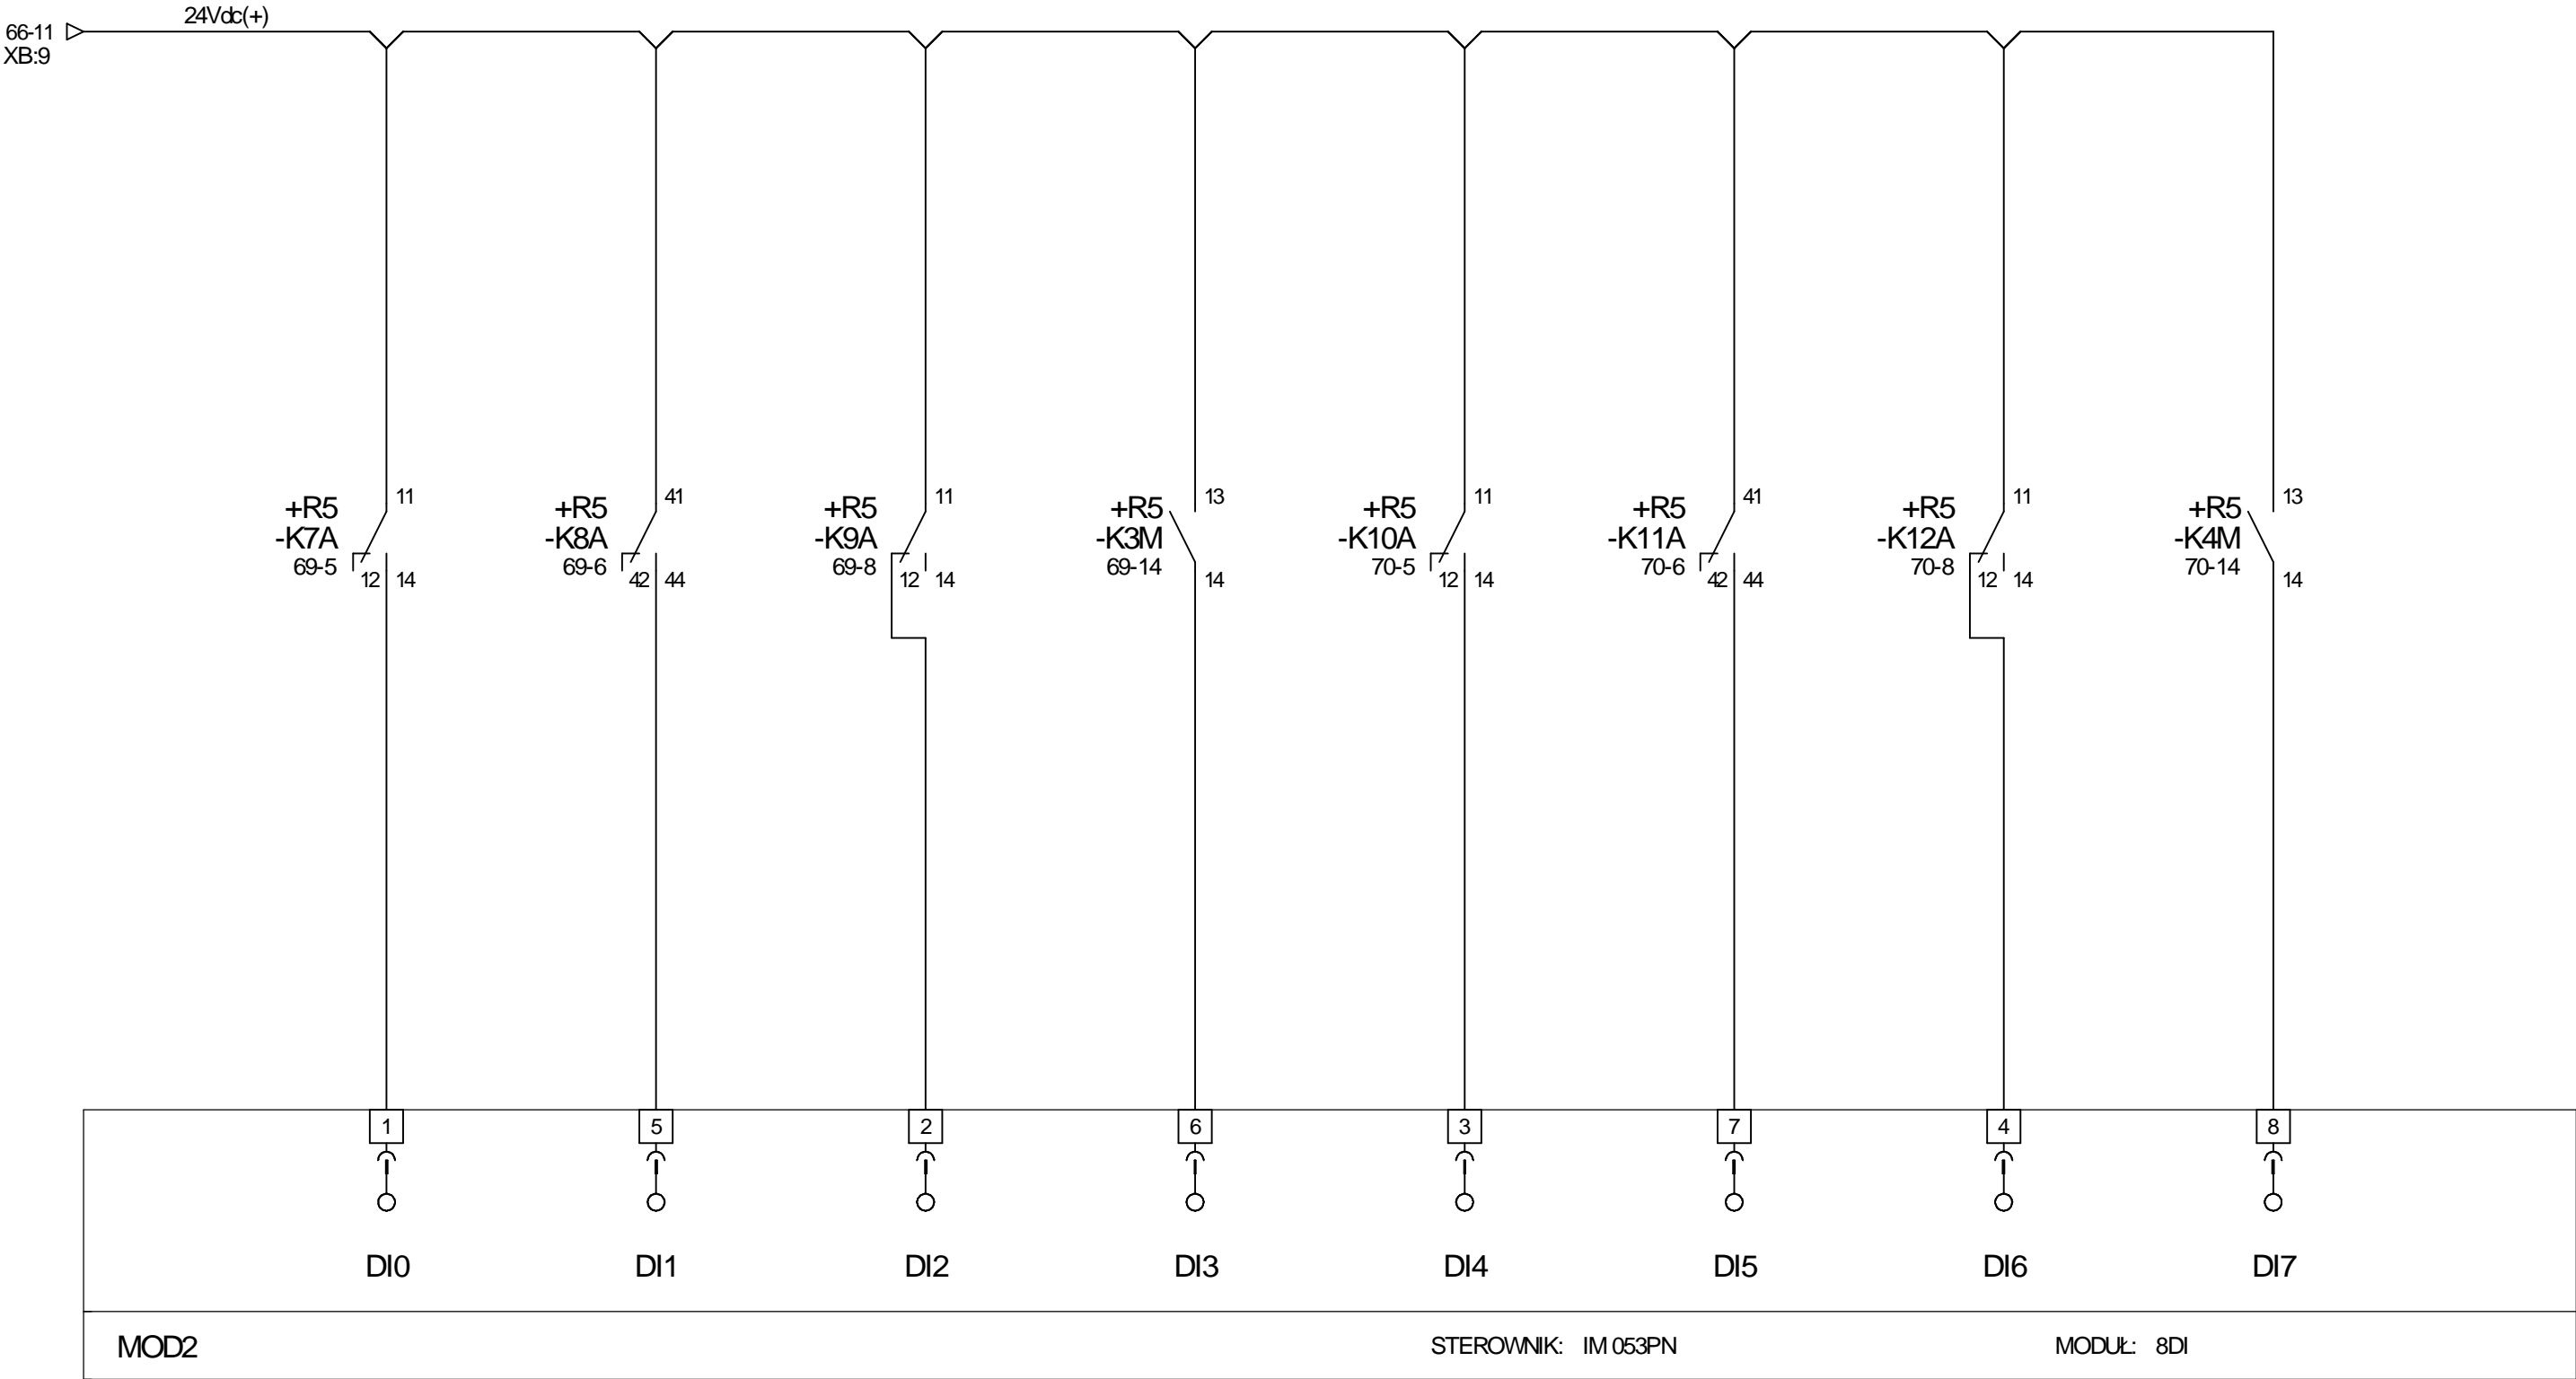 24Vdc(+)
66-11
XB:9
11 41 11 13 11 41 11 13
+R5 +R5 +R5 +R5 +R5 +R5 +R5 +R5
-K7A -K8A -K9A -K3M -K10A -K11A -K12A -K4M
69-5 69-6 69-8 69-14 70-5 70-6 70-8 70-14
12 14 42 44 12 14 14 12 14 42 44 12 14 14
1 5 2 6 3 7 4 8
DI0 DI1 DI2 DI3 DI4 DI5 DI6 DI7
MOD2 STEROWNIK: IM 053PN MODUŁ: 8DI